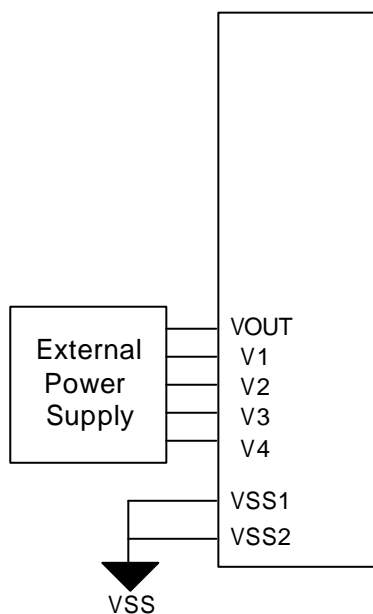 External
Power
Supply
VOUT
V1
V2
V3
V4
VSS1
VSS2
VSS